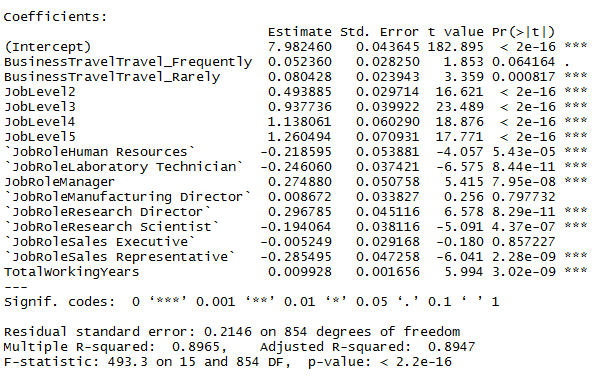 Coefficients:
                                 Estimate Std. Error t value Pr(>|t|)
(Intercept)                      7.982460   0.043645 182.895  < 2e-16 ***
BusinessTravelTravel_Frequently  0.052360   0.028250   1.853 0.064164 .
BusinessTravelTravel_Rarely      0.080428   0.023943   3.359 0.000817 ***
JobLevel2                        0.493885   0.029714  16.621  < 2e-16 ***
JobLevel3                        0.937736   0.039922  23.489  < 2e-16 ***
JobLevel4                        1.138061   0.060290  18.876  < 2e-16 ***
JobLevel5                        1.260494   0.070931  17.771  < 2e-16 ***
`JobRoleHuman Resources`        -0.218595   0.053881  -4.057 5.43e-05 ***
`JobRoleLaboratory Technician`  -0.246060   0.037421  -6.575 8.44e-11 ***
JobRoleManager                   0.274880   0.050758   5.415 7.95e-08 ***
`JobRoleManufacturing Director`  0.008672   0.033827   0.256 0.797732
`JobRoleResearch Director`       0.296785   0.045116   6.578 8.29e-11 ***
`JobRoleResearch Scientist`     -0.194064   0.038116  -5.091 4.37e-07 ***
`JobRoleSales Executive`        -0.005249   0.029168  -0.180 0.857227
`JobRoleSales Representative`   -0.285495   0.047258  -6.041 2.28e-09 ***
TotalWorkingYears                0.009928   0.001656   5.994 3.02e-09 ***
---
Signif. codes:  0 ‘***’ 0.001 ‘**’ 0.01 ‘*’ 0.05 ‘.’ 0.1 ‘ ’ 1
Residual standard error: 0.2146 on 854 degrees of freedom
Multiple R-squared:  0.8965,    Adjusted R-squared:  0.8947
F-statistic: 493.3 on 15 and 854 DF,  p-value: < 2.2e-16